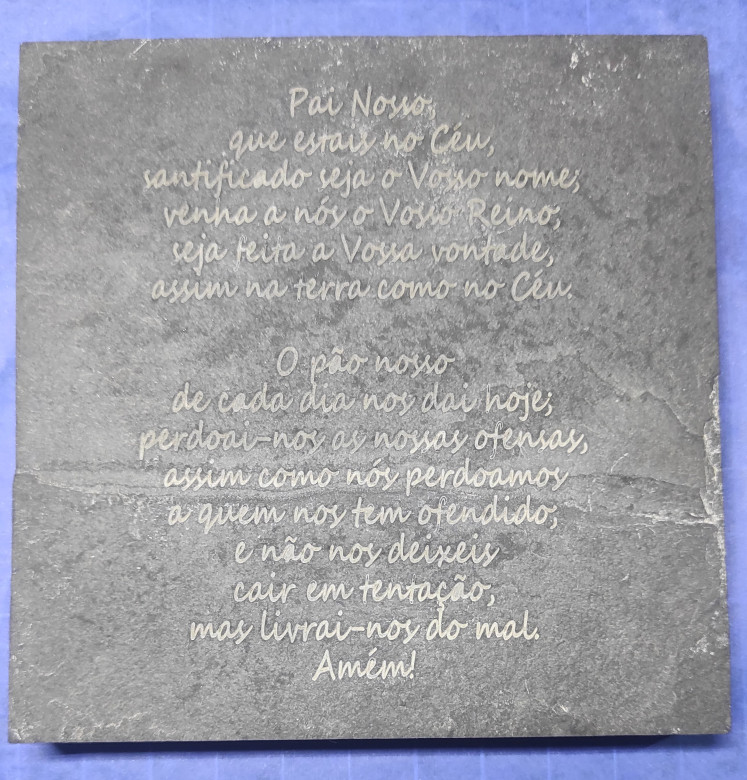 Pai Nosso,
que estais no Céu,
santificado seja o Vosso nome;
venha a nós o Vosso Reino;
seja feita a Vossa vontade,
assim na terra como no Céu.
O pão nosso
de cada dia nos dai hoje;
perdoai-nos as nossas ofensas,
assim como nós perdoamos
a quem nos tem ofendido;
e não nos deixeis
cair em tentação,
mas livrai-nos do mal.
Amém!